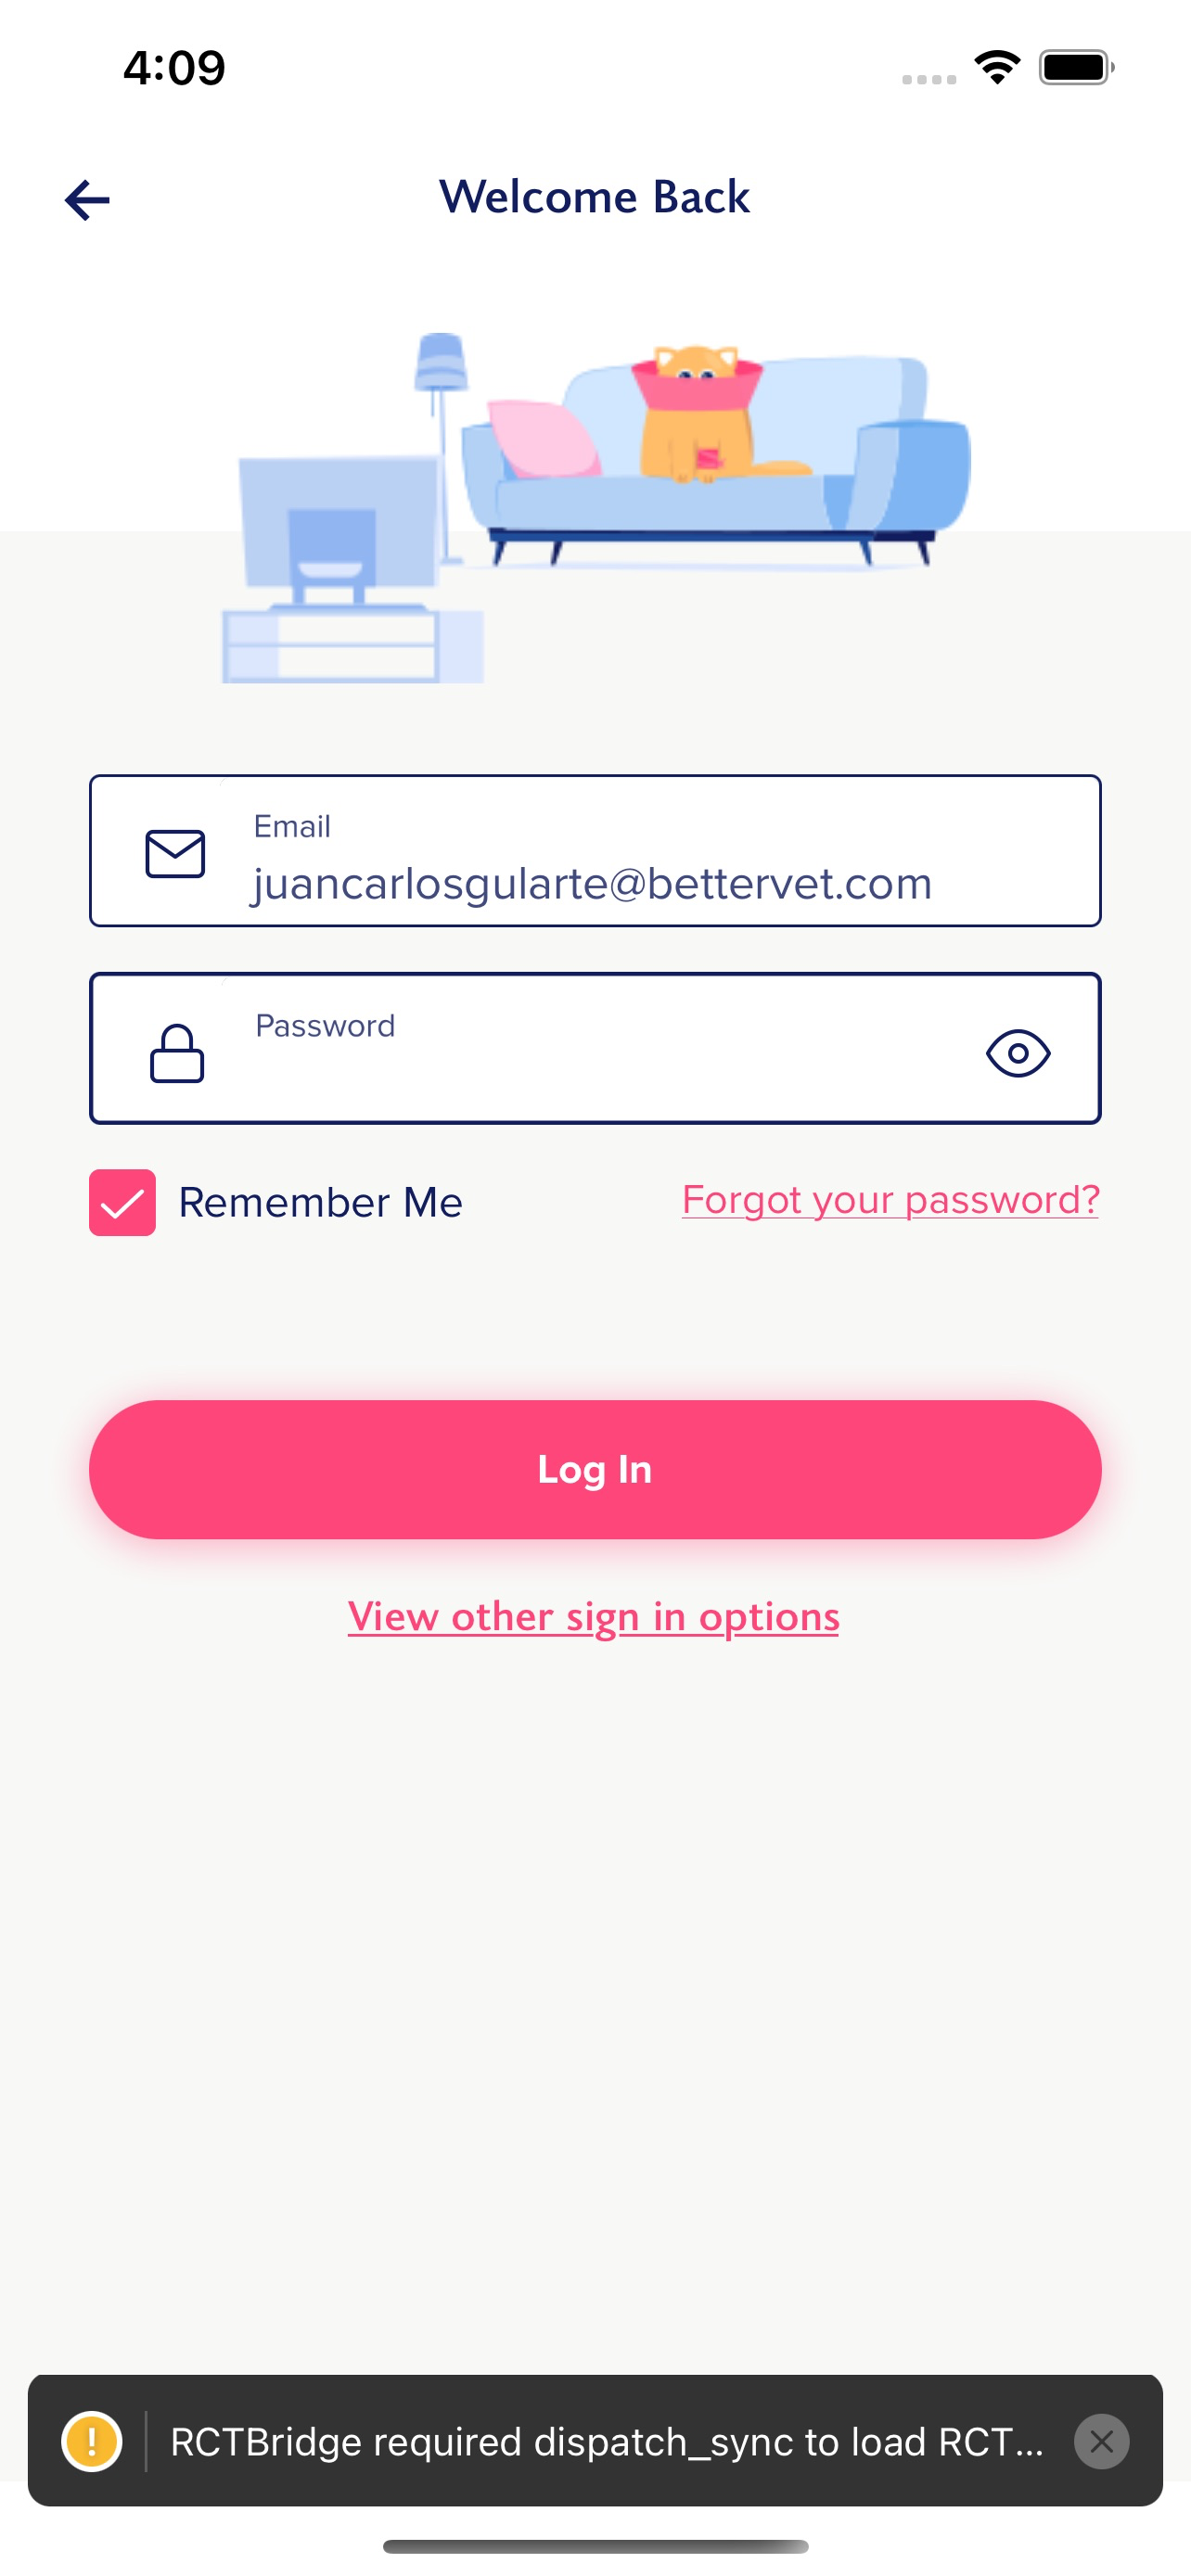 4:09
Welcome Back
Email
juancarlosgularte@bettervet.com
Password
Remember Me
Forgot your password?
Log In
View other sign in options
RCTBridge required dispatch_sync to load RCT...